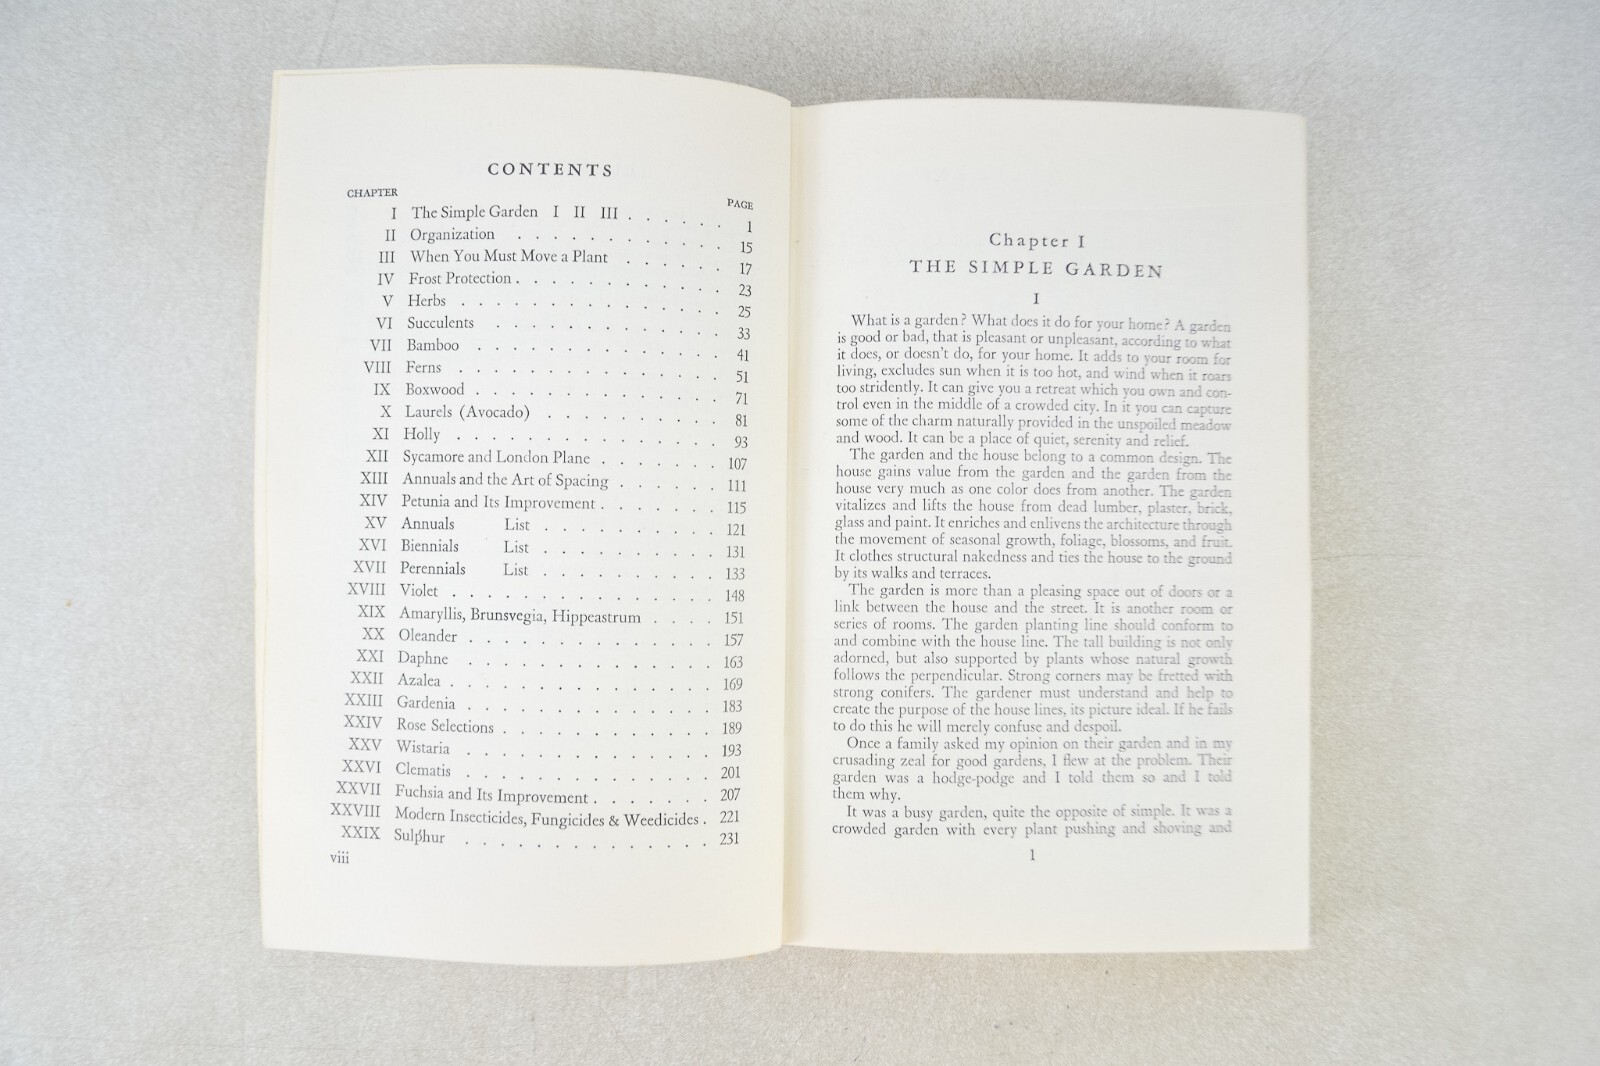 CONTENTS
CHAPTER PAGE
I The Simple Garden I II III . . . . . . 1
II Organization . . . . . . . . . . . . 15
III When You Must Move a Plant . . . . . . 17
IV Frost Protection . . . . . . . . . . . . 23
V Herbs . . . . . . . . . . . . . . . 25
VI Succulents . . . . . . . . . . . . . 33
VII Bamboo . . . . . . . . . . . . . . 41
VIII Ferns . . . . . . . . . . . . . . . 51
IX Boxwood . . . . . . . . . . . . . . 71
X Laurels (Avocado) . . . . . . . . . . 81
XI Holly . . . . . . . . . . . . . . . 93
XII Sycamore and London Plane . . . . . . . 107
XIII Annuals and the Art of Spacing . . . . . . 111
XIV Petunia and Its Improvement . . . . . . . 115
XV Annuals List . . . . . . . . . . 121
XVI Biennials List . . . . . . . . . . 131
XVII Perennials List . . . . . . . . . . 133
XVIII Violet . . . . . . . . . . . . . . . 148
XIX Amaryllis, Brunsvegia, Hippeastrum . . . . 151
XX Oleander . . . . . . . . . . . . . . 157
XXI Daphne . . . . . . . . . . . . . . 163
XXII Azalea . . . . . . . . . . . . . . . 169
XXIII Gardenia . . . . . . . . . . . . . . 183
XXIV Rose Selections . . . . . . . . . . . . 189
XXV Wistaria . . . . . . . . . . . . . . 193
XXVI Clematis . . . . . . . . . . . . . . 201
XXVII Fuchsia and Its Improvement . . . . . . . 207
XXVIII Modern Insecticides, Fungicides & Weedicides . 221
XXIX Sulphur . . . . . . . . . . . . . . 231
viii
Chapter I
THE SIMPLE GARDEN
I
What is a garden? What does it do for your home? A garden
is good or bad, that is pleasant or unpleasant, according to what
it does, or doesn't do, for your home. It adds to your room for
living, excludes sun when it is too hot, and wind when it roars
too stridently. It can give you a retreat which you own and con-
trol even in the middle of a crowded city. In it you can capture
some of the charm naturally provided in the unspoiled meadow
and wood. It can be a place of quiet, serenity and relief.
The garden and the house belong to a common design. The
house gains value from the garden and the garden from the
house very much as one color does from another. The garden
vitalizes and lifts the house from dead lumber, plaster, brick,
glass and paint. It enriches and enlivens the architecture through
the movement of seasonal growth, foliage, blossoms, and fruit.
It clothes structural nakedness and ties the house to the ground
by its walks and terraces.
The garden is more than a pleasing space out of doors or a
link between the house and the street. It is another room or
series of rooms. The garden planting line should conform to
and combine with the house line. The tall building is not only
adorned, but also supported by plants whose natural growth
follows the perpendicular. Strong corners may be fretted with
strong conifers. The gardener must understand and help to
create the purpose of the house lines, its picture ideal. If he fails
to do this he will merely confuse and despoil.
Once a family asked my opinion on their garden and in my
crusading zeal for good gardens, I flew at the problem. Their
garden was a hodge-podge and I told them so and I told
them why.
It was a busy garden, quite the opposite of simple. It was a
crowded garden with every plant pushing and shoving and
1